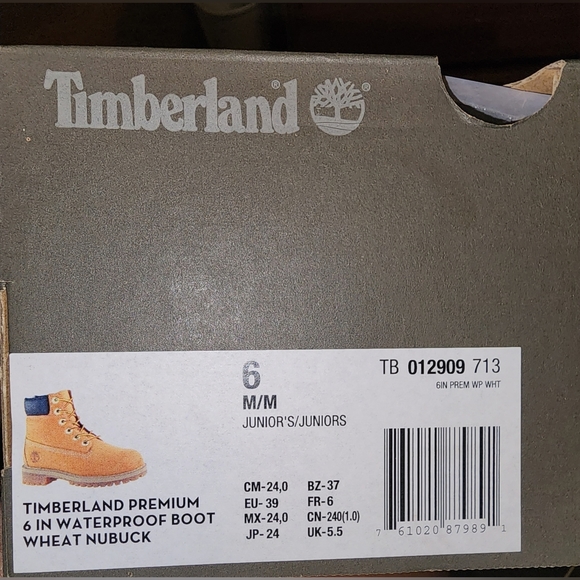 Timberland®
6
M/M
JUNIOR'S/JUNIORS
TB 012909 713
6IN PREM WP WHT
CM-24,0 BZ-37
EU-39 FR-6
MX-24,0 CN-240(1.0)
JP-24 UK-5.5
TIMBERLAND PREMIUM
6 IN WATERPROOF BOOT
WHEAT NUBUCK
7 61020 87989 1